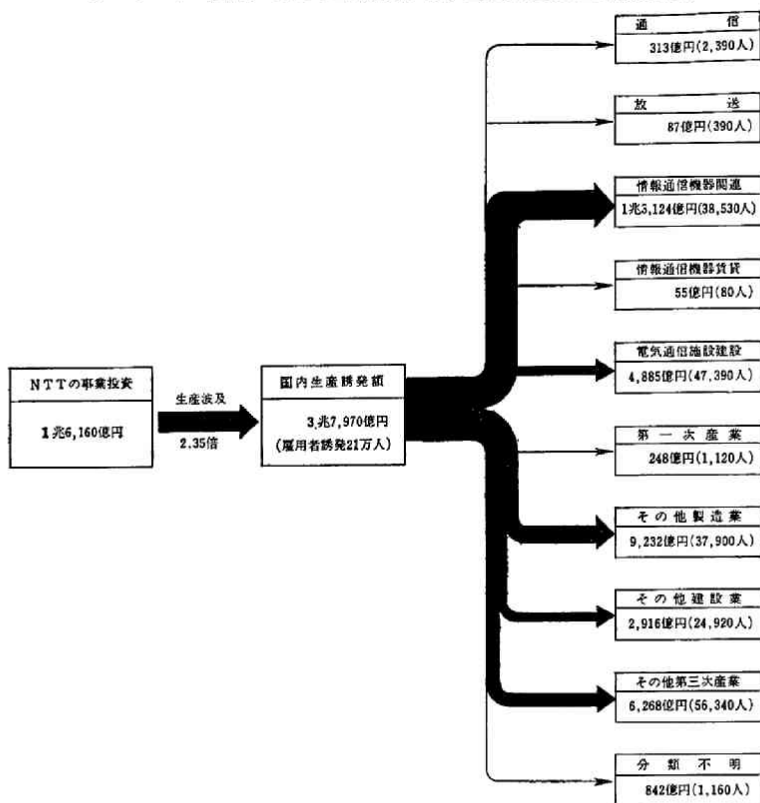 NTTの事業投資
1兆6,160億円
生産波及
2.35倍
国内生産誘発額
3兆7,970億円
(雇用者誘発21万人)
通信
313億円(2,390人)
放送
87億円(390人)
情報通信機器関連
1兆3,124億円(38,530人)
情報通信機器賃貸
55億円(80人)
電気通信施設建設
4,885億円(47,390人)
第一次産業
248億円(1,120人)
その他製造業
9,232億円(37,900人)
その他建設業
2,916億円(24,920人)
その他第三次産業
6,268億円(56,340人)
分類不明
842億円(1,160人)